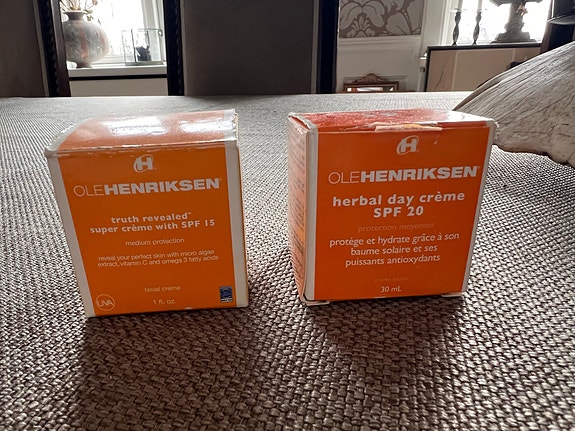 OLEHENRIKSEN
truth revealed™
super crème with SPF 15
medium protection
reveal your perfect skin with micro algae
extract, vitamin C and omega 3 fatty acids
facial crème
UVA
1 fl. oz.
OLEHENRIKSEN
herbal day crème
SPF 20
protection moyenne†
protège et hydrate grâce à son
baume solaire et ses
puissants antioxydants
30 mL